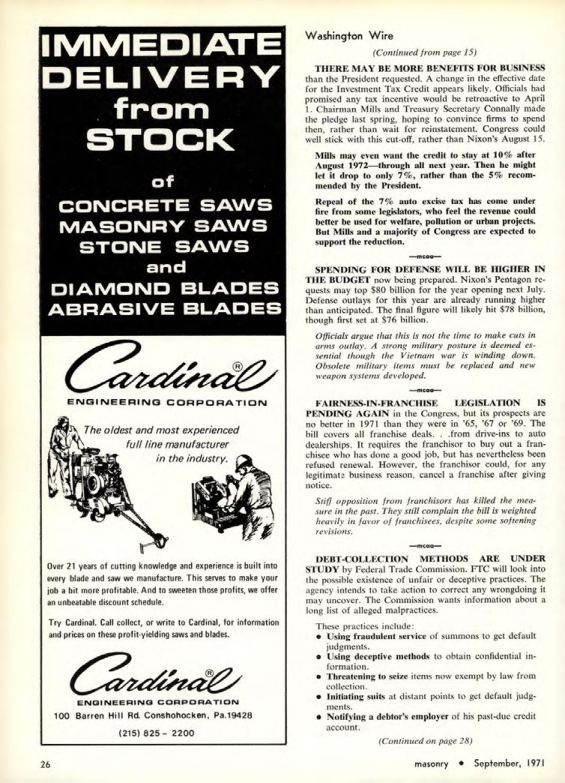 IMMEDIATE
DELIVERY
from
STOCK
of
CONCRETE SAWS
MASONRY SAWS
STONE SAWS
and
DIAMOND BLADES
ABRASIVE BLADES
Cardinal®
ENGINEERING CORPORATION
The oldest and most experienced
full line manufacturer
in the industry.
Over 21 years of cutting knowledge and experience is built into
every blade and saw we manufacture. This serves to make your
job a bit more profitable. And to sweeten those profits, we offer
an unbeatable discount schedule.
Try Cardinal. Call collect, or write to Cardinal, for information
and prices on these profit-yielding saws and blades.
Cardinal®
ENGINEERING CORPORATION
100 Barren Hill Rd. Conshohocken, Pa.19428
(215) 825 - 2200
Washington Wire
(Continued from page 15)
THERE MAY BE MORE BENEFITS FOR BUSINESS
than the President requested. A change in the effective date
for the Investment Tax Credit appears likely. Officials had
promised any tax incentive would be retroactive to April
1. Chairman Mills and Treasury Secretary Connally made
the pledge last spring, hoping to convince firms to spend
then, rather than wait for reinstatement. Congress could
well stick with this cut-off, rather than Nixon's August 15.
Mills may even want the credit to stay at 10% after
August 1972—through all next year. Then he might
let it drop to only 7%, rather than the 5% recom-
mended by the President.
Repeal of the 7% auto excise tax has come under
fire from some legislators, who feel the revenue could
better be used for welfare, pollution or urban projects.
But Mills and a majority of Congress are expected to
support the reduction.
—mcaa—
SPENDING FOR DEFENSE WILL BE HIGHER IN
THE BUDGET now being prepared. Nixon's Pentagon re-
quests may top $80 billion for the year opening next July.
Defense outlays for this year are already running higher
than anticipated. The final figure will likely hit $78 billion,
though first set at $76 billion.
Officials argue that this is not the time to make cuts in
arms outlay. A strong military posture is deemed es-
sential though the Vietnam war is winding down.
Obsolete military items must be replaced and new
weapon systems developed.
—mcaa—
FAIRNESS-IN-FRANCHISE LEGISLATION IS
PENDING AGAIN in the Congress, but its prospects are
no better in 1971 than they were in '65, '67 or '69. The
bill covers all franchise deals. . .from drive-ins to auto
dealerships. It requires the franchisor to buy out a fran-
chisee who has done a good job, but has nevertheless been
refused renewal. However, the franchisor could, for any
legitimate business reason, cancel a franchise after giving
notice.
Stiff opposition from franchisors has killed the mea-
sure in the past. They still complain the bill is weighted
heavily in favor of franchisees, despite some softening
revisions.
—mcaa—
DEBT-COLLECTION METHODS ARE UNDER
STUDY by Federal Trade Commission. FTC will look into
the possible existence of unfair or deceptive practices. The
agency intends to take action to correct any wrongdoing it
may uncover. The Commission wants information about a
long list of alleged malpractices.
These practices include:
● Using fraudulent service of summons to get default
judgments.
● Using deceptive methods to obtain confidential in-
formation.
● Threatening to seize items now exempt by law from
collection.
● Initiating suits at distant points to get default judg-
ments.
● Notifying a debtor's employer of his past-due credit
account.
(Continued on page 28)
26
masonry ● September, 1971